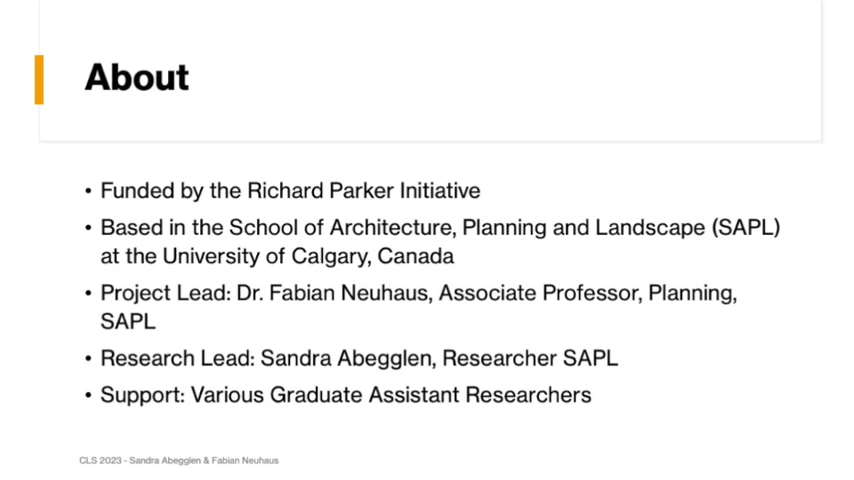 About
• Funded by the Richard Parker Initiative
• Based in the School of Architecture, Planning and Landscape (SAPL)
at the University of Calgary, Canada
• Project Lead: Dr. Fabian Neuhaus, Associate Professor, Planning,
SAPL
• Research Lead: Sandra Abegglen, Researcher SAPL
• Support: Various Graduate Assistant Researchers
CLS 2023 - Sandra Abegglen & Fabian Neuhaus